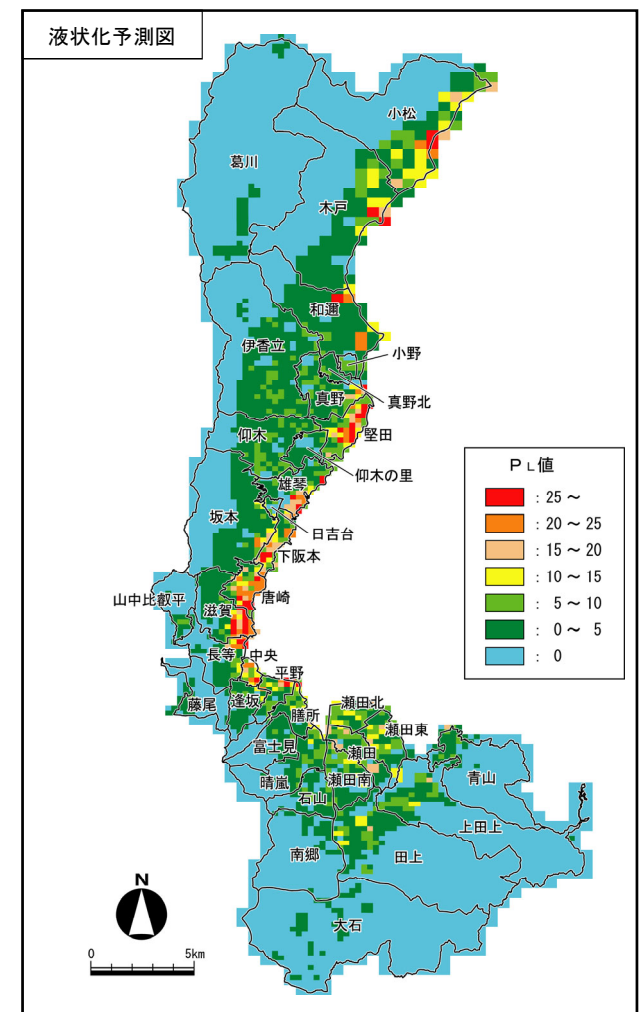 液状化予測図
小松
葛川
木戸
和邇
伊香立
小野
真野北
真野
堅田
仰木
仰木の里
雄琴
坂本
日吉台
下阪本
山中比叡平
唐崎
滋賀
長等
中央
平野
藤尾
逢坂
膳所
瀬田北
瀬田東
富士見
瀬田
晴嵐
瀬田南
石山
青山
上田上
南郷
田上
大石
PL値
: 25～
: 20～25
: 15～20
: 10～15
: 5～10
: 0～ 5
: 0
N
0 5km